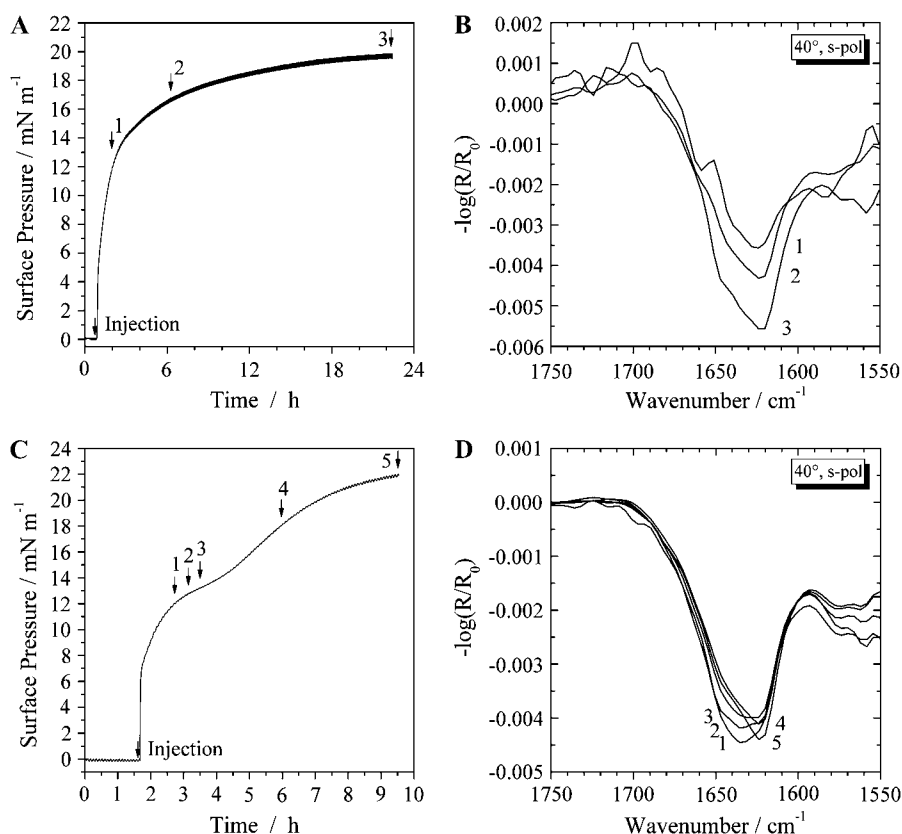 A
24
22
20
18
16
14
12
10
8
6
4
2
0
Surface Pressure / mN m⁻¹
1
2
3
Injection
0 6 12 18 24
Time / h
B
0.002
0.001
0.000
-0.001
-0.002
-0.003
-0.004
-0.005
-0.006
-log(R/R₀)
40°, s-pol
1
2
3
1750 1700 1650 1600 1550
Wavenumber / cm⁻¹
C
24
22
20
18
16
14
12
10
8
6
4
2
0
Surface Pressure / mN m⁻¹
1
2
3
4
5
Injection
0 1 2 3 4 5 6 7 8 9 10
Time / h
D
0.001
0.000
-0.001
-0.002
-0.003
-0.004
-0.005
-log(R/R₀)
40°, s-pol
3
2
1
4
5
1750 1700 1650 1600 1550
Wavenumber / cm⁻¹